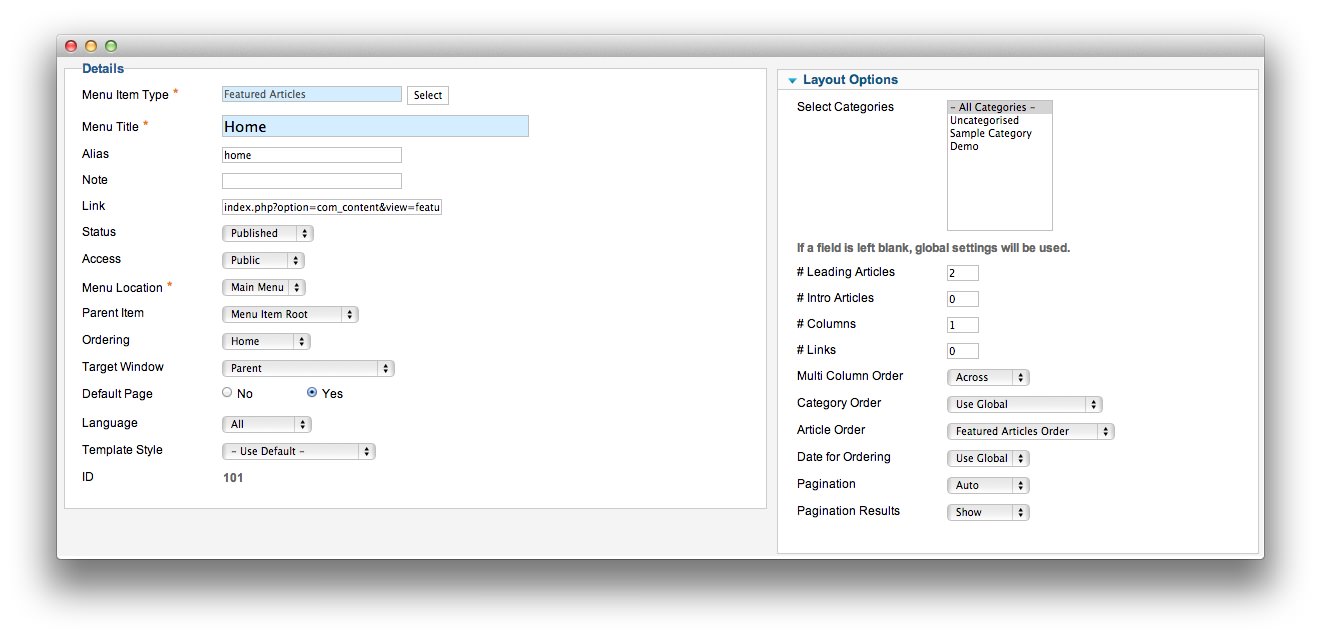 Details
Menu Item Type * Featured Articles Select
Menu Title * Home
Alias home
Note
Link index.php?option=com_content&view=featu
Status Published
Access Public
Menu Location * Main Menu
Parent Item Menu Item Root
Ordering Home
Target Window Parent
Default Page No Yes
Language All
Template Style - Use Default -
ID 101
Layout Options
Select Categories - All Categories -
Uncategorised
Sample Category
Demo
If a field is left blank, global settings will be used.
# Leading Articles 2
# Intro Articles 0
# Columns 1
# Links 0
Multi Column Order Across
Category Order Use Global
Article Order Featured Articles Order
Date for Ordering Use Global
Pagination Auto
Pagination Results Show